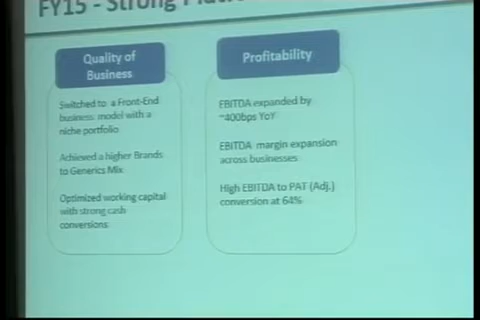 FY15 - Strong
Quality of
Business
Switched to a Front-End
business model with a
niche portfolio
Achieved a higher Brands
to Generics Mix
Optimized working capital
with strong cash
conversions
Profitability
EBITDA expanded by
~400bps YoY
EBITDA margin expansion
across businesses
High EBITDA to PAT (Adj.)
conversion at 64%